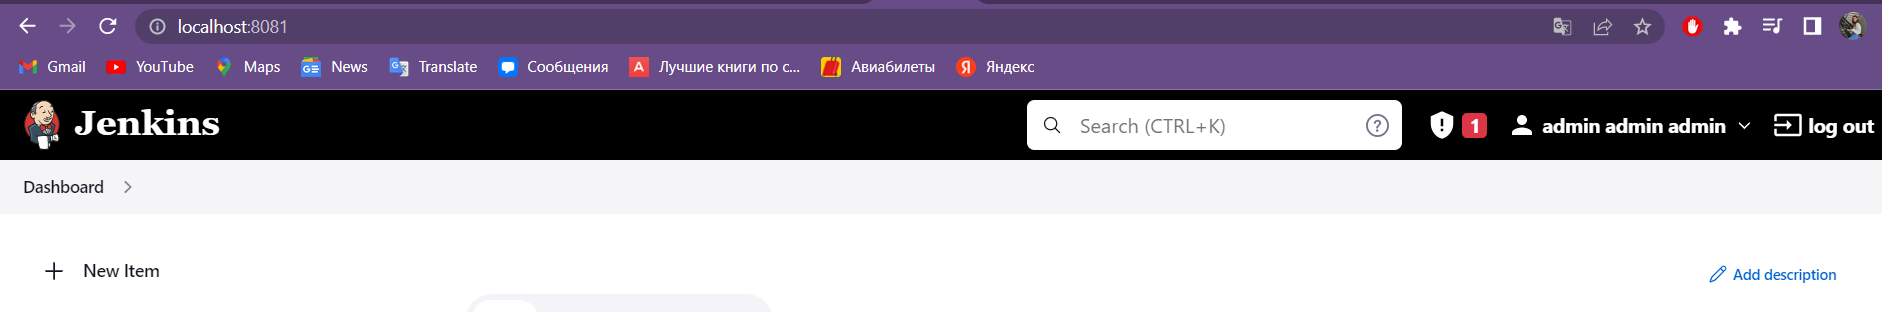 localhost:8081
Gmail YouTube Maps News Translate Сообщения Лучшие книги по с... Авиабилеты Яндекс
Jenkins Search (CTRL+K) 1 admin admin admin log out
Dashboard
New Item
Add description